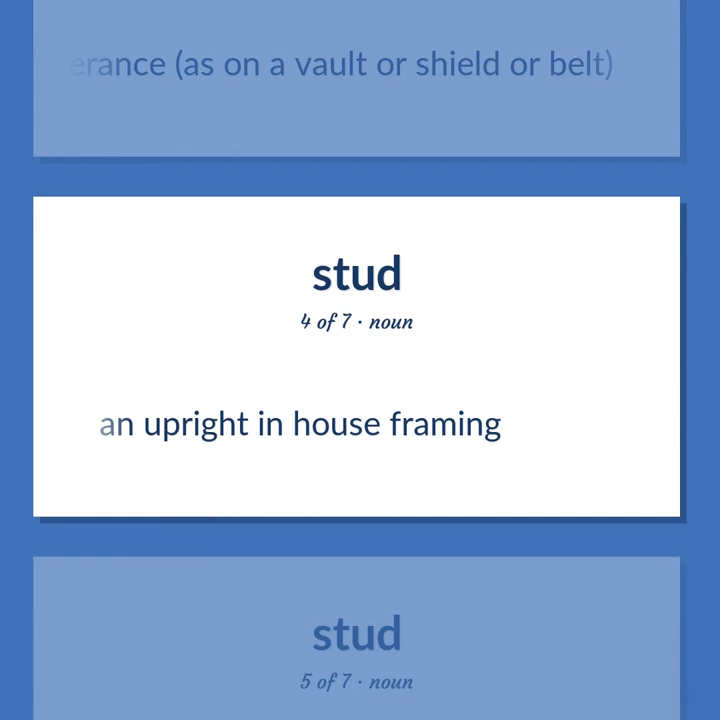 erance (as on a vault or shield or belt)
stud
4 of 7 · noun
an upright in house framing
stud
5 of 7 · noun